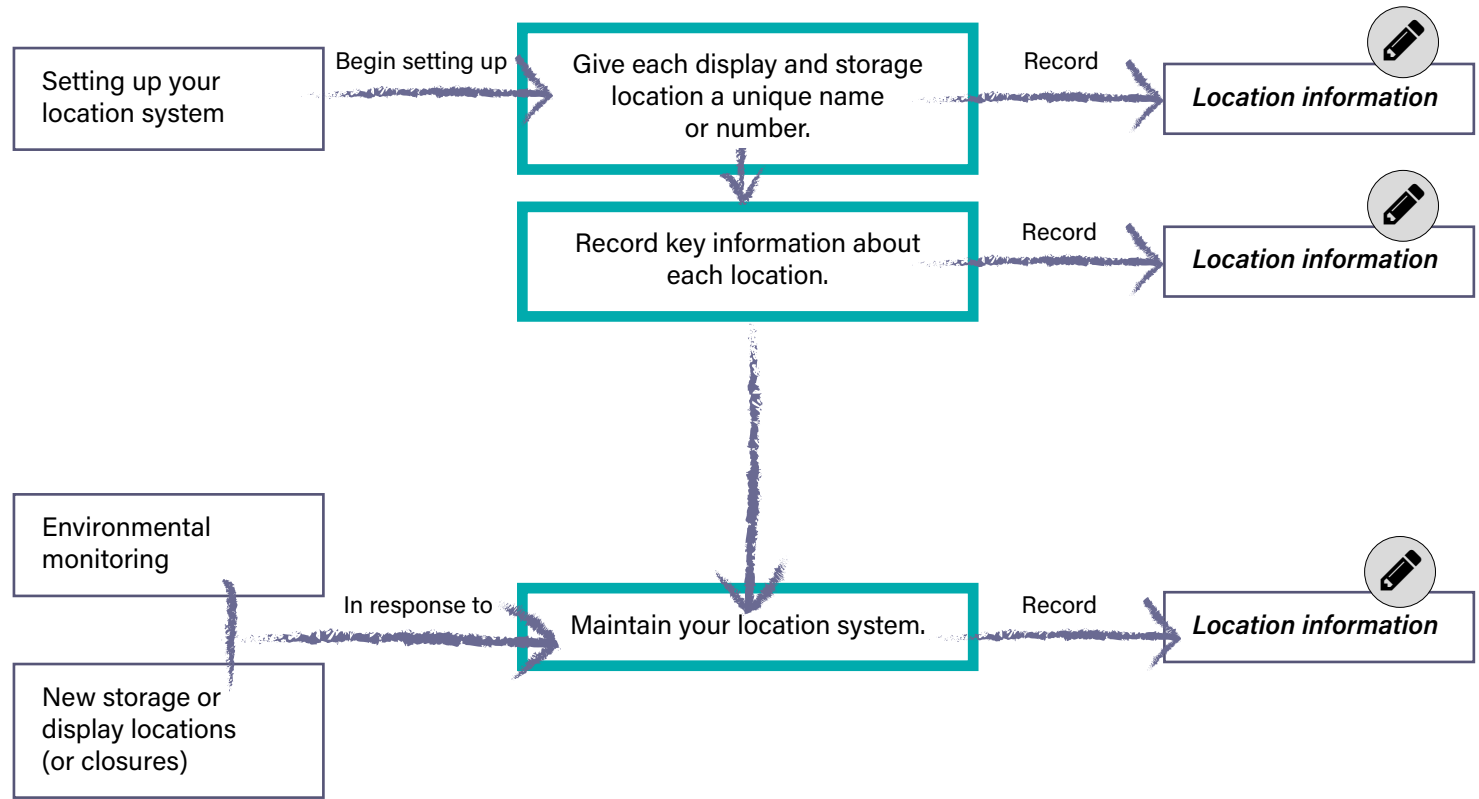 Setting up your
location system
Begin setting up
Give each display and storage
location a unique name
or number.
Record
Location information
Record key information about
each location.
Record
Location information
Environmental
monitoring
In response to
Maintain your location system.
Record
Location information
New storage or
display locations
(or closures)